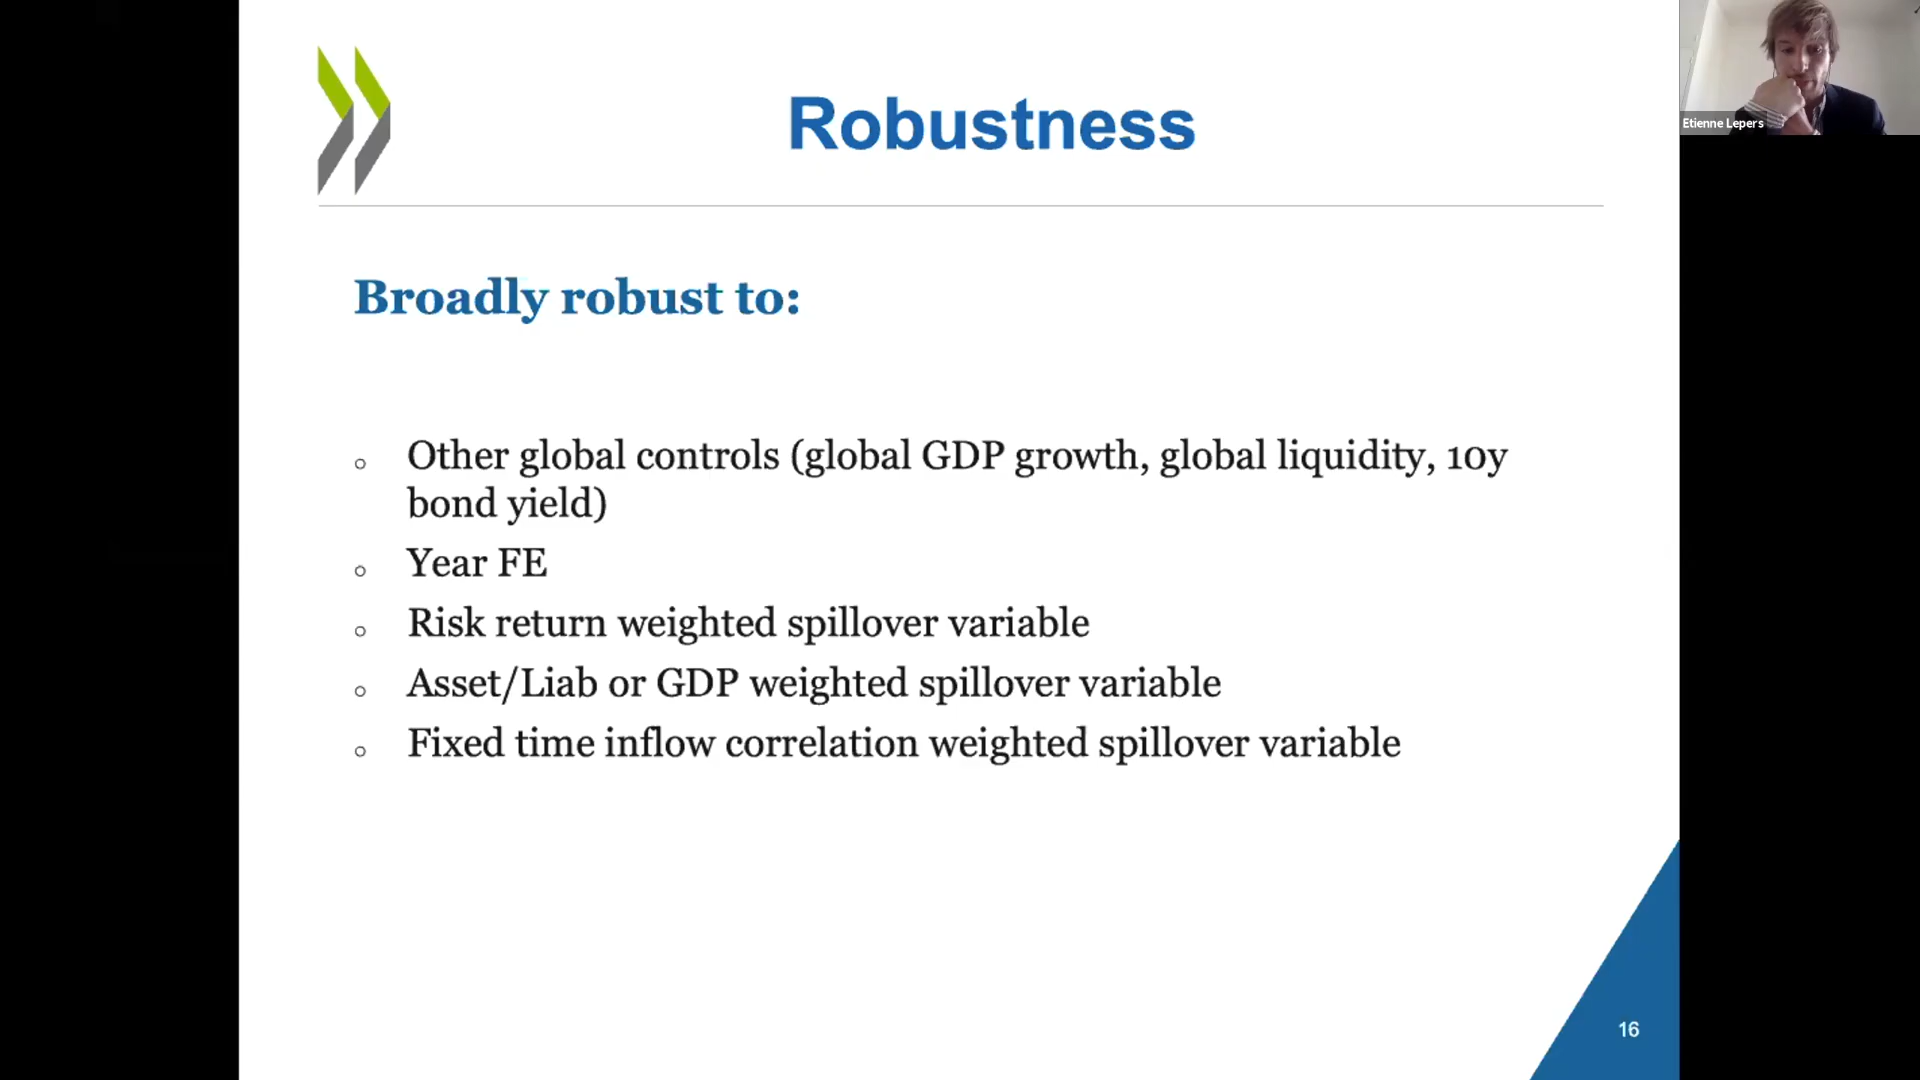 Robustness
Etienne Lepers
Broadly robust to:
Other global controls (global GDP growth, global liquidity, 10y
bond yield)
Year FE
Risk return weighted spillover variable
Asset/Liab or GDP weighted spillover variable
Fixed time inflow correlation weighted spillover variable
16